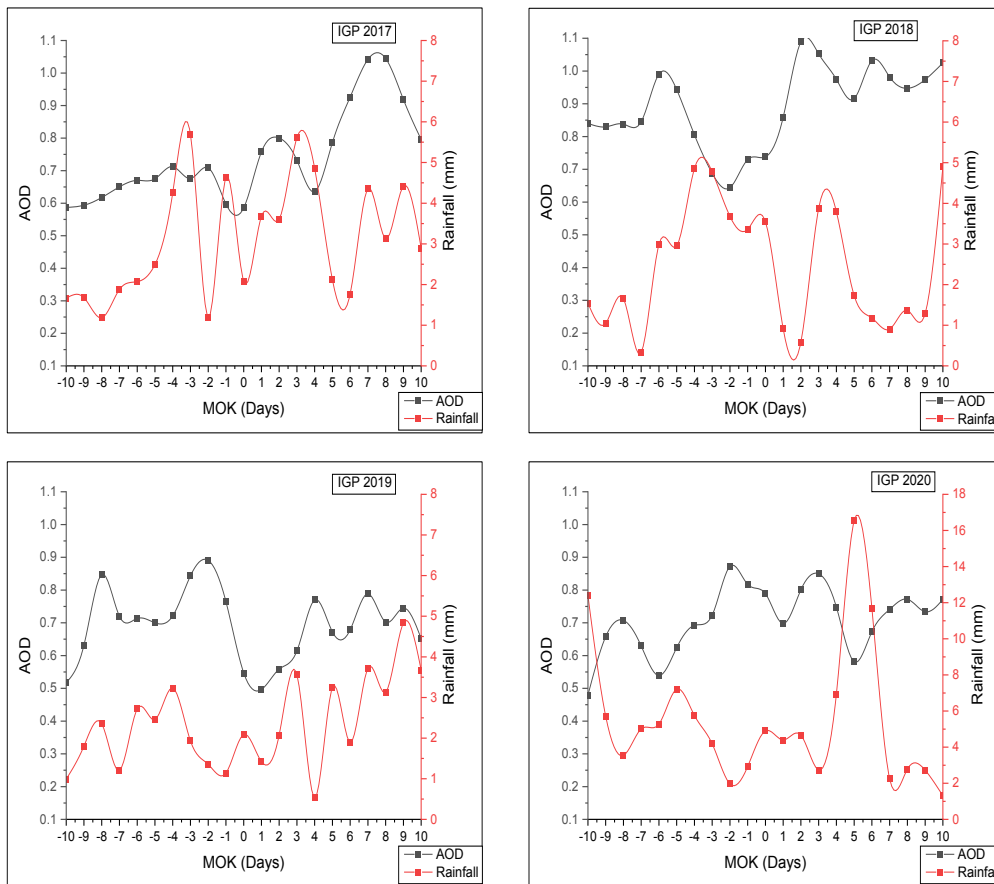 IGP 2017
1.1
1.0
0.9
0.8
0.7
0.6
0.5
0.4
0.3
0.2
0.1
AOD
8
7
6
5
4
3
2
1
0
Rainfall (mm)
-10 -9 -8 -7 -6 -5 -4 -3 -2 -1 0 1 2 3 4 5 6 7 8 9 10
MOK (Days)
AOD
Rainfall
IGP 2018
1.1
1.0
0.9
0.8
0.7
0.6
0.5
0.4
0.3
0.2
0.1
AOD
8
7
6
5
4
3
2
1
0
Rainfall (mm)
-10 -9 -8 -7 -6 -5 -4 -3 -2 -1 0 1 2 3 4 5 6 7 8 9 10
MOK (Days)
AOD
Rainfa
IGP 2019
1.1
1.0
0.9
0.8
0.7
0.6
0.5
0.4
0.3
0.2
0.1
AOD
8
7
6
5
4
3
2
1
0
Rainfall (mm)
-10 -9 -8 -7 -6 -5 -4 -3 -2 -1 0 1 2 3 4 5 6 7 8 9 10
MOK (Days)
AOD
Rainfall
IGP 2020
1.1
1.0
0.9
0.8
0.7
0.6
0.5
0.4
0.3
0.2
0.1
AOD
18
16
14
12
10
8
6
4
2
0
Rainfall (mm)
-10 -9 -8 -7 -6 -5 -4 -3 -2 -1 0 1 2 3 4 5 6 7 8 9 10
MOK (Days)
AOD
Rainfa